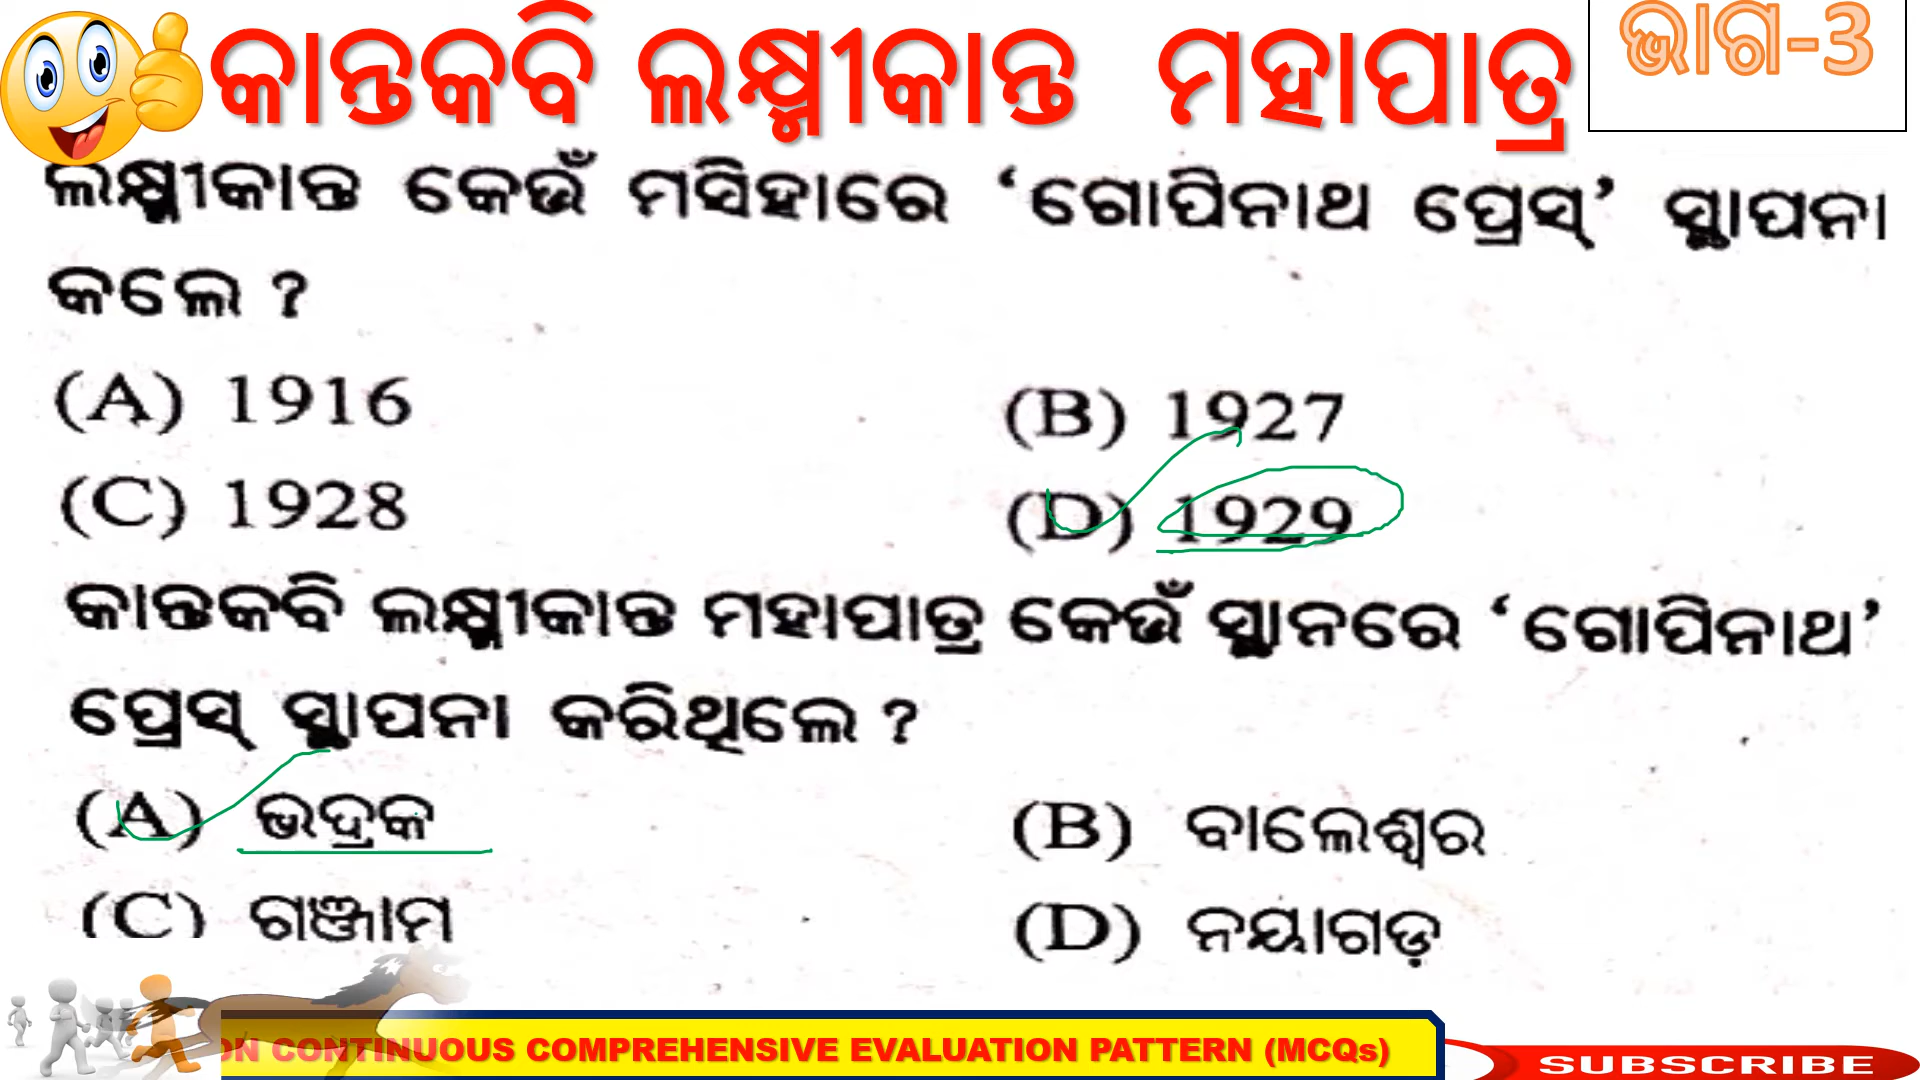 କାନ୍ତକବି ଲକ୍ଷ୍ମୀକାନ୍ତ ମହାପାତ୍ର
ଭାଗ-3
ଲକ୍ଷ୍ମୀକାନ୍ତ କେଉଁ ମସିହାରେ ‘ଗୋପିନାଥ ପ୍ରେସ୍’ ସ୍ଥାପନା
କଲେ ?
(A) 1916 (B) 1927
(C) 1928 (D) 1929
କାନ୍ତକବି ଲକ୍ଷ୍ମୀକାନ୍ତ ମହାପାତ୍ର କେଉଁ ସ୍ଥାନରେ ‘ଗୋପିନାଥ’
ପ୍ରେସ୍ ସ୍ଥାପନା କରିଥିଲେ ?
(A) ଭଦ୍ରକ (B) ବାଲେଶ୍ଵର
(C) ଗଞ୍ଜାମ (D) ନୟାଗଡ଼
ON CONTINUOUS COMPREHENSIVE EVALUATION PATTERN (MCQs)
SUBSCRIBE